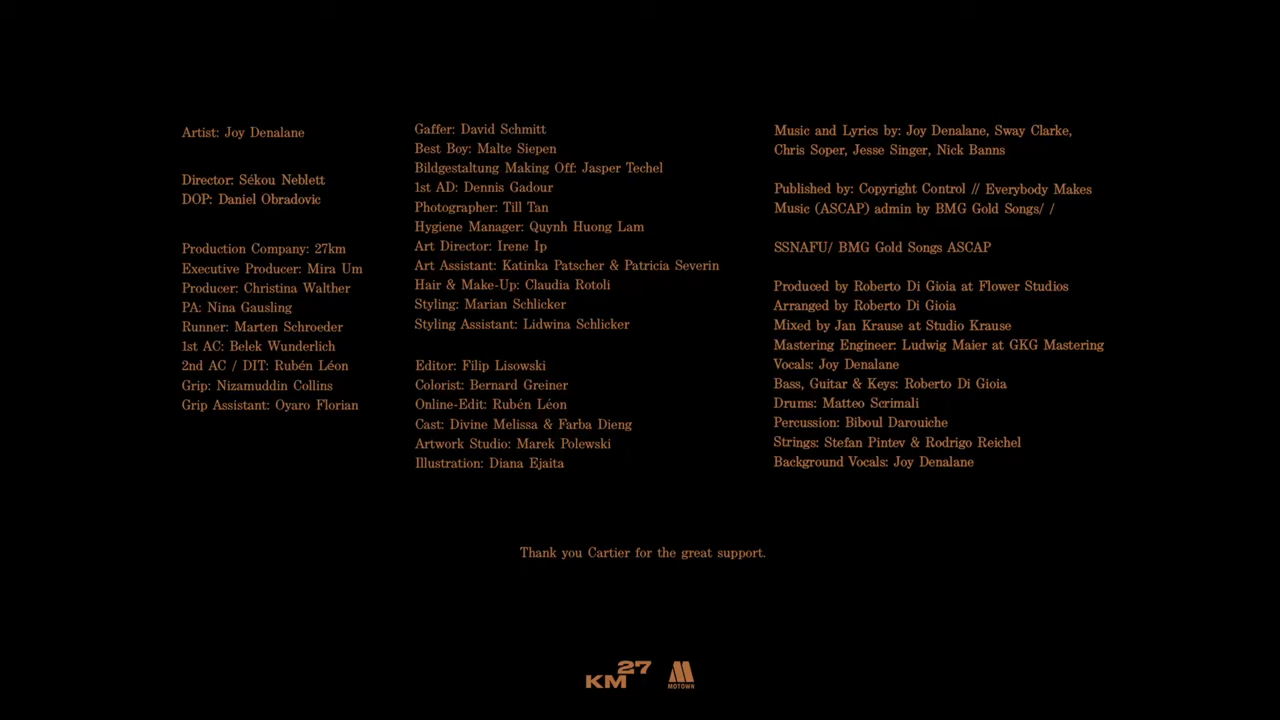 Artist: Joy Denalane
Director: Sékou Neblett
DOP: Daniel Obradovic
Production Company: 27km
Executive Producer: Mira Um
Producer: Christina Walther
PA: Nina Gausling
Runner: Marten Schroeder
1st AC: Belek Wunderlich
2nd AC / DIT: Rubén Léon
Grip: Nizamuddin Collins
Grip Assistant: Oyaro Florian
Gaffer: David Schmitt
Best Boy: Malte Siepen
Bildgestaltung Making Off: Jasper Techel
1st AD: Dennis Gadour
Photographer: Till Tan
Hygiene Manager: Quynh Huong Lam
Art Director: Irene Ip
Art Assistant: Katinka Patscher & Patricia Severin
Hair & Make-Up: Claudia Rotoli
Styling: Marian Schlicker
Styling Assistant: Lidwina Schlicker
Editor: Filip Lisowski
Colorist: Bernard Greiner
Online-Edit: Rubén Léon
Cast: Divine Melissa & Farba Dieng
Artwork Studio: Marek Polewski
Illustration: Diana Ejaita
Music and Lyrics by: Joy Denalane, Sway Clarke,
Chris Soper, Jesse Singer, Nick Banns
Published by: Copyright Control // Everybody Makes
Music (ASCAP) admin by BMG Gold Songs/ /
SSNAFU/ BMG Gold Songs ASCAP
Produced by Roberto Di Gioia at Flower Studios
Arranged by Roberto Di Gioia
Mixed by Jan Krause at Studio Krause
Mastering Engineer: Ludwig Maier at GKG Mastering
Vocals: Joy Denalane
Bass, Guitar & Keys: Roberto Di Gioia
Drums: Matteo Scrimali
Percussion: Biboul Darouiche
Strings: Stefan Pintev & Rodrigo Reichel
Background Vocals: Joy Denalane
Thank you Cartier for the great support.
27
KM
MOTOWN